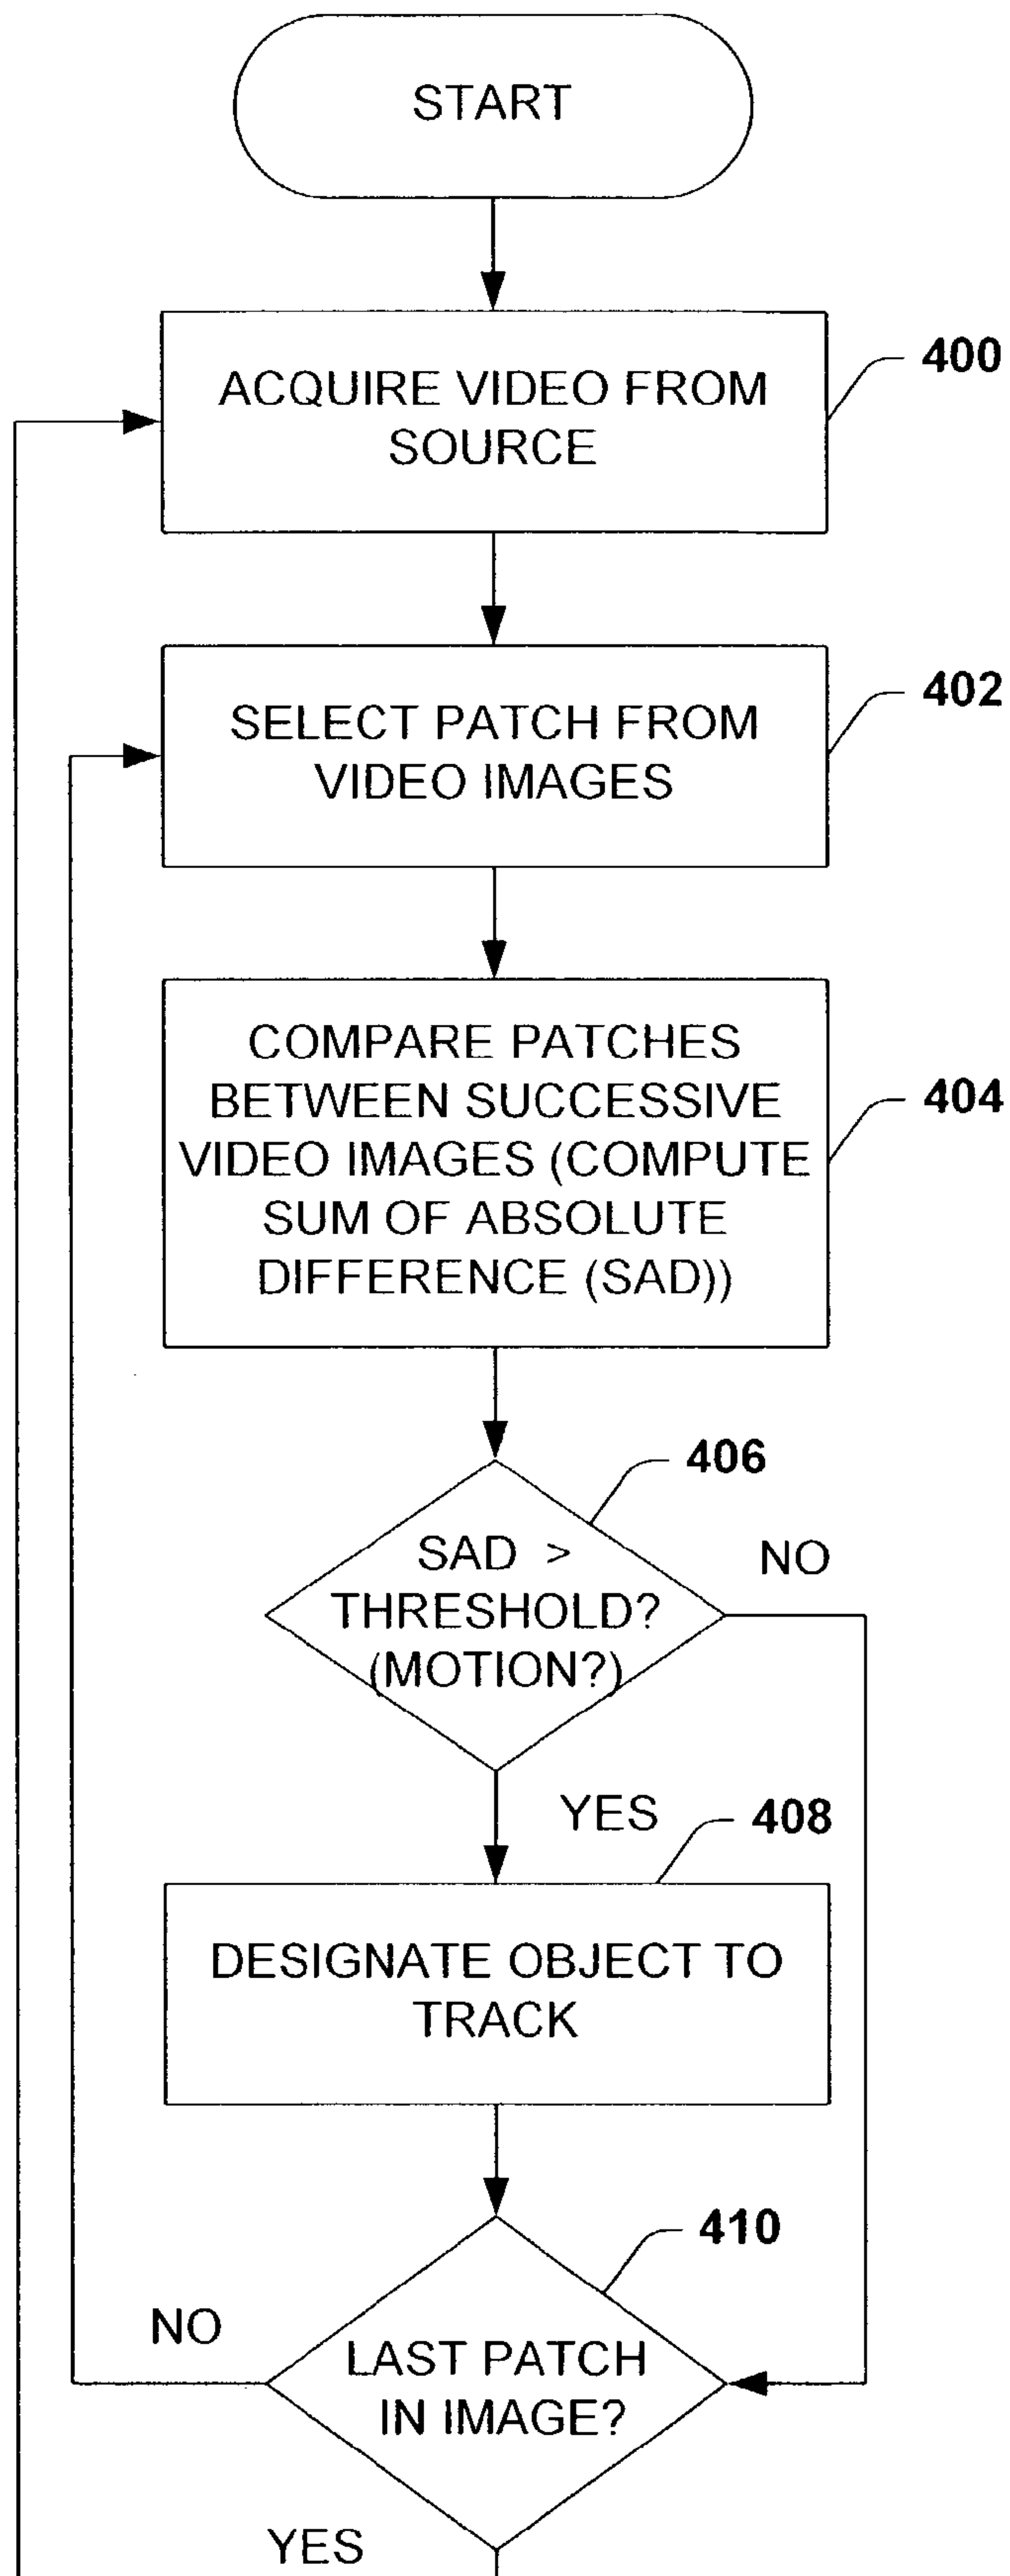 START
ACQUIRE VIDEO FROM
SOURCE
400
SELECT PATCH FROM
VIDEO IMAGES
402
COMPARE PATCHES
BETWEEN SUCCESSIVE
VIDEO IMAGES (COMPUTE
SUM OF ABSOLUTE
DIFFERENCE (SAD))
404
406
SAD >
THRESHOLD?
(MOTION?)
NO
YES
408
DESIGNATE OBJECT TO
TRACK
410
NO
LAST PATCH
IN IMAGE?
YES